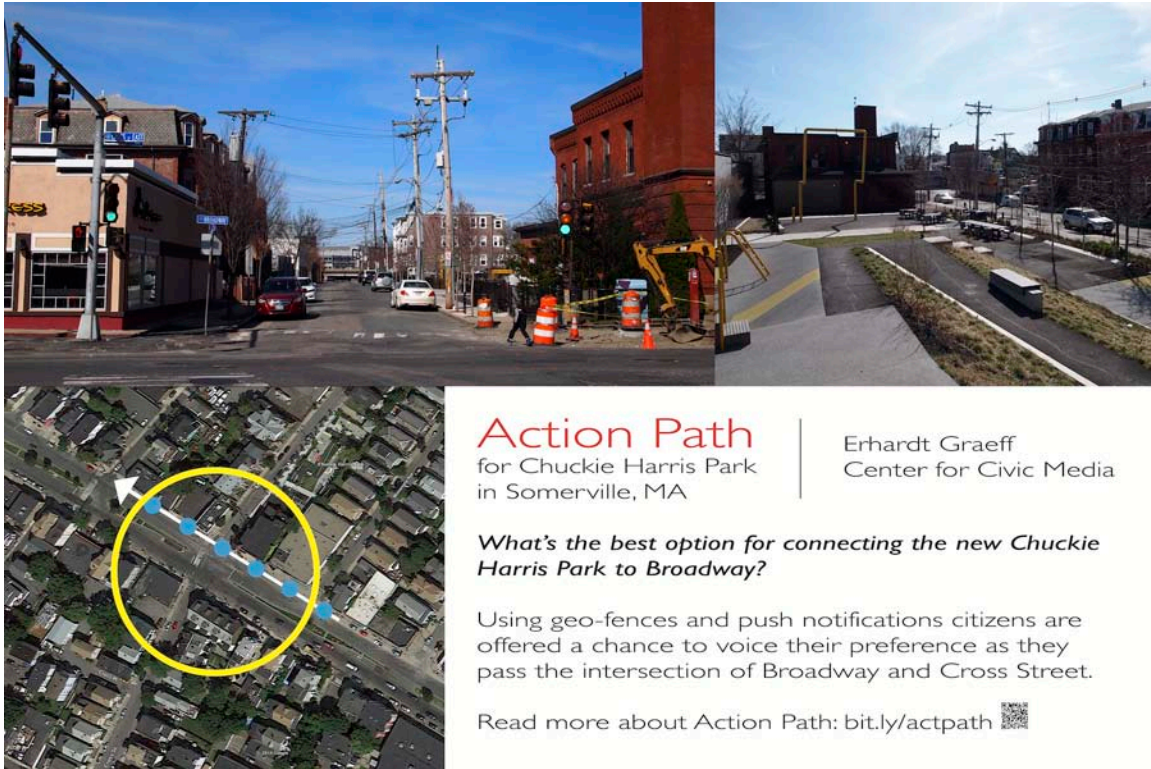 ESS
BROADWAY
CAT
Action Path
for Chuckie Harris Park
in Somerville, MA
Erhardt Graeff
Center for Civic Media
What's the best option for connecting the new Chuckie
Harris Park to Broadway?
Using geo-fences and push notifications citizens are
offered a chance to voice their preference as they
pass the intersection of Broadway and Cross Street.
Read more about Action Path: bit.ly/actpath